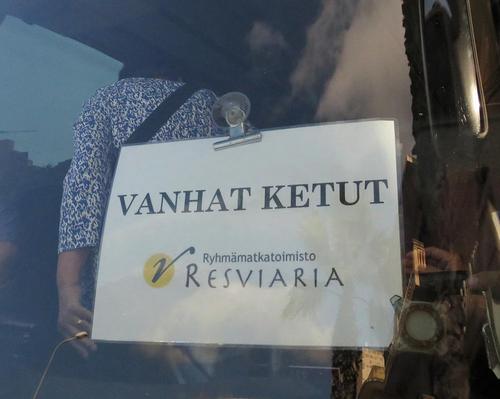 VANHAT KETUT
Ryhmämatkatoimisto
RESVIARIA